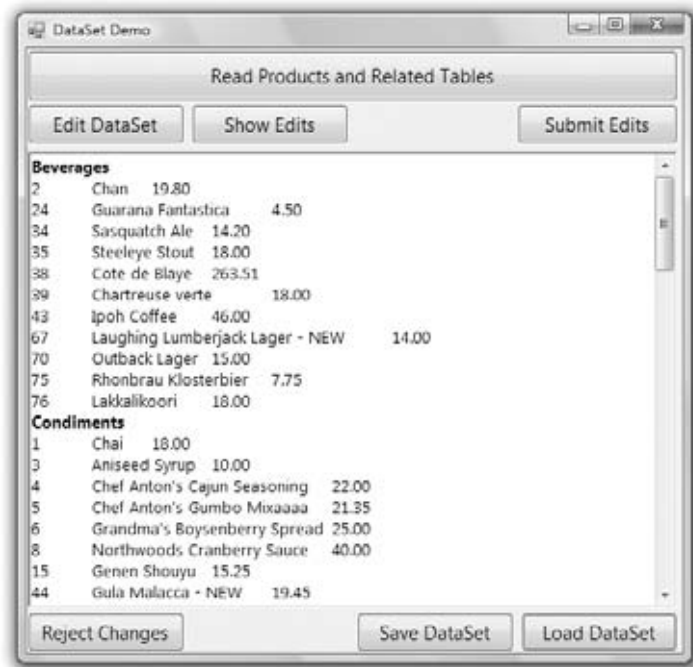 DataSet Demo
Read Products and Related Tables
Edit DataSet Show Edits Submit Edits
Beverages
2 Chan 19.80
24 Guarana Fantastica 4.50
34 Sasquatch Ale 14.20
35 Steeleye Stout 18.00
38 Cote de Blaye 263.51
39 Chartreuse verte 18.00
43 Ipoh Coffee 46.00
67 Laughing Lumberjack Lager - NEW 14.00
70 Outback Lager 15.00
75 Rhonbrau Klosterbier 7.75
76 Lakkalikoori 18.00
Condiments
1 Chai 18.00
3 Aniseed Syrup 10.00
4 Chef Anton's Cajun Seasoning 22.00
5 Chef Anton's Gumbo Mixaaaa 21.35
6 Grandma's Boysenberry Spread 25.00
8 Northwoods Cranberry Sauce 40.00
15 Genen Shouyu 15.25
44 Gula Malacca - NEW 19.45
Reject Changes Save DataSet Load DataSet